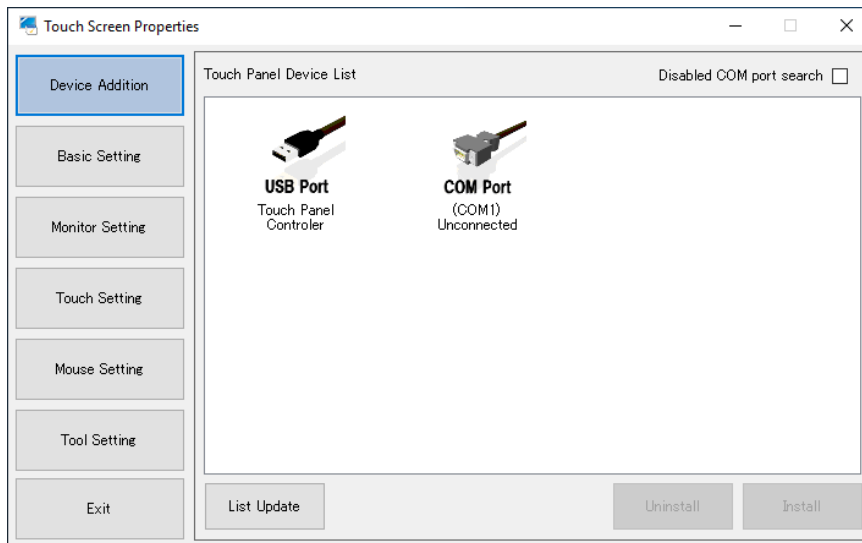 Touch Screen Properties
Device Addition
Basic Setting
Monitor Setting
Touch Setting
Mouse Setting
Tool Setting
Exit
Touch Panel Device List
Disabled COM port search
USB Port
Touch Panel
Controler
COM Port
(COM1)
Unconnected
List Update
Uninstall
Install